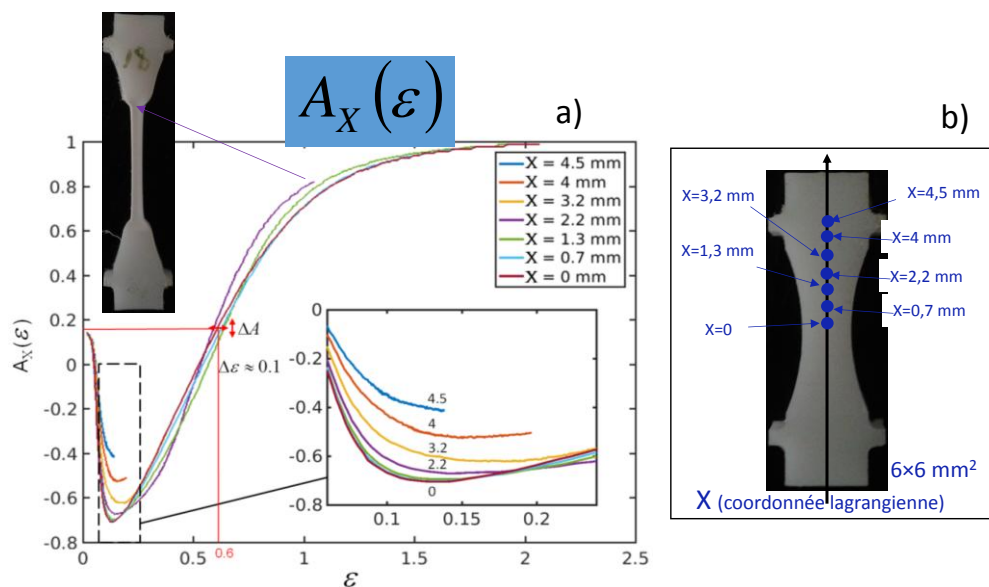 18
A_X(ε)
a)
b)
1
0.8
0.6
0.4
0.2
0
-0.2
-0.4
-0.6
-0.8
A_X(ε)
X = 4.5 mm
X = 4 mm
X = 3.2 mm
X = 2.2 mm
X = 1.3 mm
X = 0.7 mm
X = 0 mm
ΔA
Δε ≈ 0.1
0
-0.2
-0.4
-0.6
-0.8
4.5
4
3.2
2.2
0
0.1
0.15
0.2
0
0.5
0.6
1
1.5
2
2.5
ε
X=3,2 mm
X=4,5 mm
X=1,3 mm
X=4 mm
X=2,2 mm
X=0,7 mm
X=0
6×6 mm²
X (coordonnée lagrangienne)